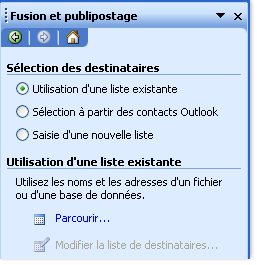 Fusion et publipostage
Sélection des destinataires
Utilisation d'une liste existante
Sélection à partir des contacts Outlook
Saisie d'une nouvelle liste
Utilisation d'une liste existante
Utilisez les noms et les adresses d'un fichier
ou d'une base de données.
Parcourir...
Modifier la liste de destinataires...